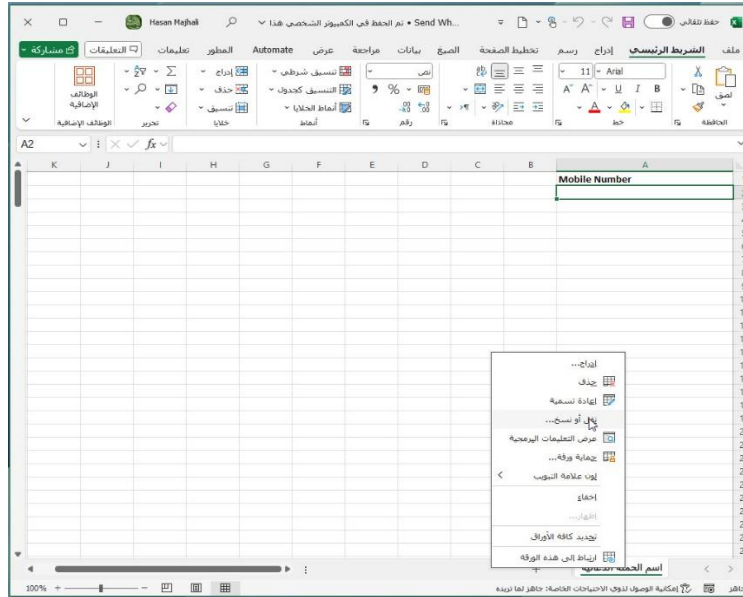 حفظ تلقائي
Send Wh... • تم الحفظ في الكمبيوتر الشخصي هذا
Hasan Majhali
ملف الشريط الرئيسي إدراج رسم تخطيط الصفحة الصيغ بيانات مراجعة عرض Automate المطور تعليمات التعليقات مشاركة
لصق
الحافظة
Arial 11
B I U A A
خط
محاذاة
نص
% 9
رقم
تنسيق شرطي
التنسيق كجدول
أنماط الخلايا
أنماط
إدراج
حذف
تنسيق
خلايا
تحرير
الوظائف
الإضافية
الوظائف الإضافية
A2
fx
A B C D E F G H I J K
Mobile Number
إدراج...
حذف
إعادة تسمية
نقل أو نسخ...
عرض التعليمات البرمجية
حماية ورقة...
لون علامة التبويب
إخفاء
إظهار...
تحديد كافة الأوراق
ارتباط إلى هذه الورقة
اسم الحملة الدعائية
إمكانية الوصول لذوي الاحتياجات الخاصة: جاهز لما تريده
100%